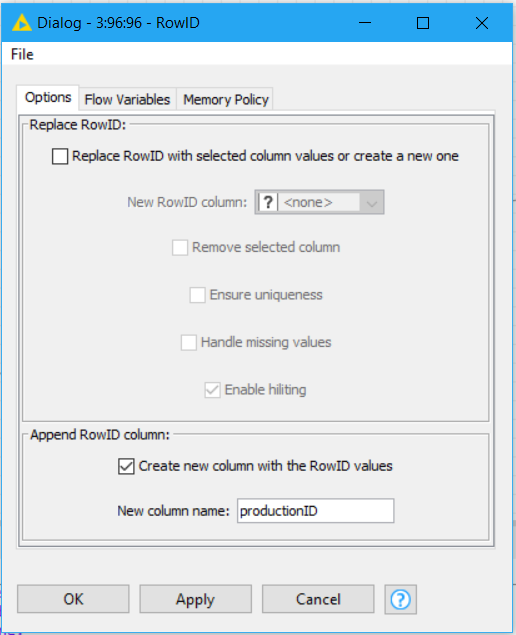 Dialog - 3:96:96 - RowID
File
Options Flow Variables Memory Policy
Replace RowID:
Replace RowID with selected column values or create a new one
New RowID column: ? <none>
Remove selected column
Ensure uniqueness
Handle missing values
Enable hiliting
Append RowID column:
Create new column with the RowID values
New column name: productionID
OK Apply Cancel ?